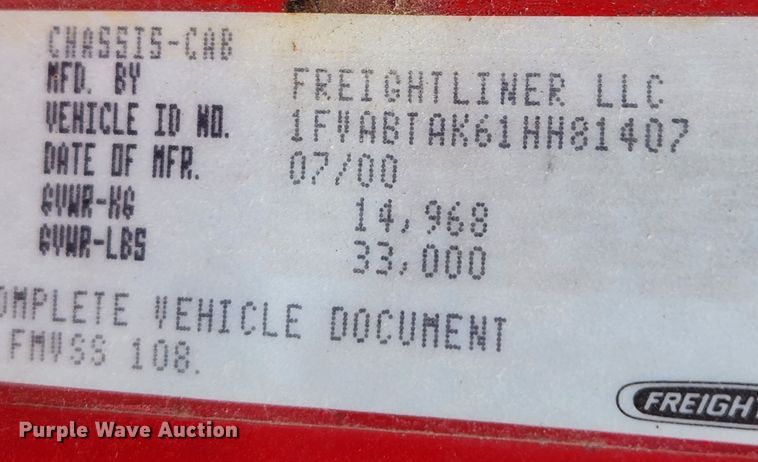 CHASSIS-CAB
MFD. BY FREIGHTLINER LLC
VEHICLE ID NO. 1FVABTAK61HH81407
DATE OF MFR. 07/00
GVWR-KG 14,968
GVWR-LBS 33,000
OMPLETE VEHICLE DOCUMENT
FMVSS 108.
FREIGH
Purple Wave Auction